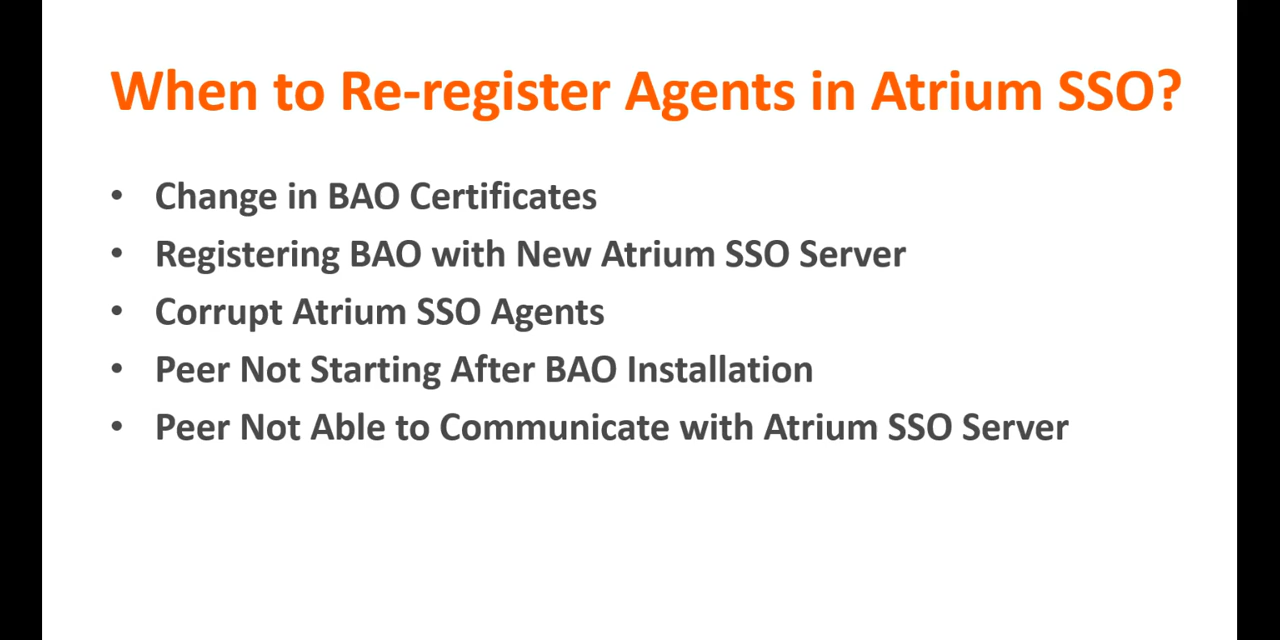 When to Re-register Agents in Atrium SSO?
• Change in BAO Certificates
• Registering BAO with New Atrium SSO Server
• Corrupt Atrium SSO Agents
• Peer Not Starting After BAO Installation
• Peer Not Able to Communicate with Atrium SSO Server